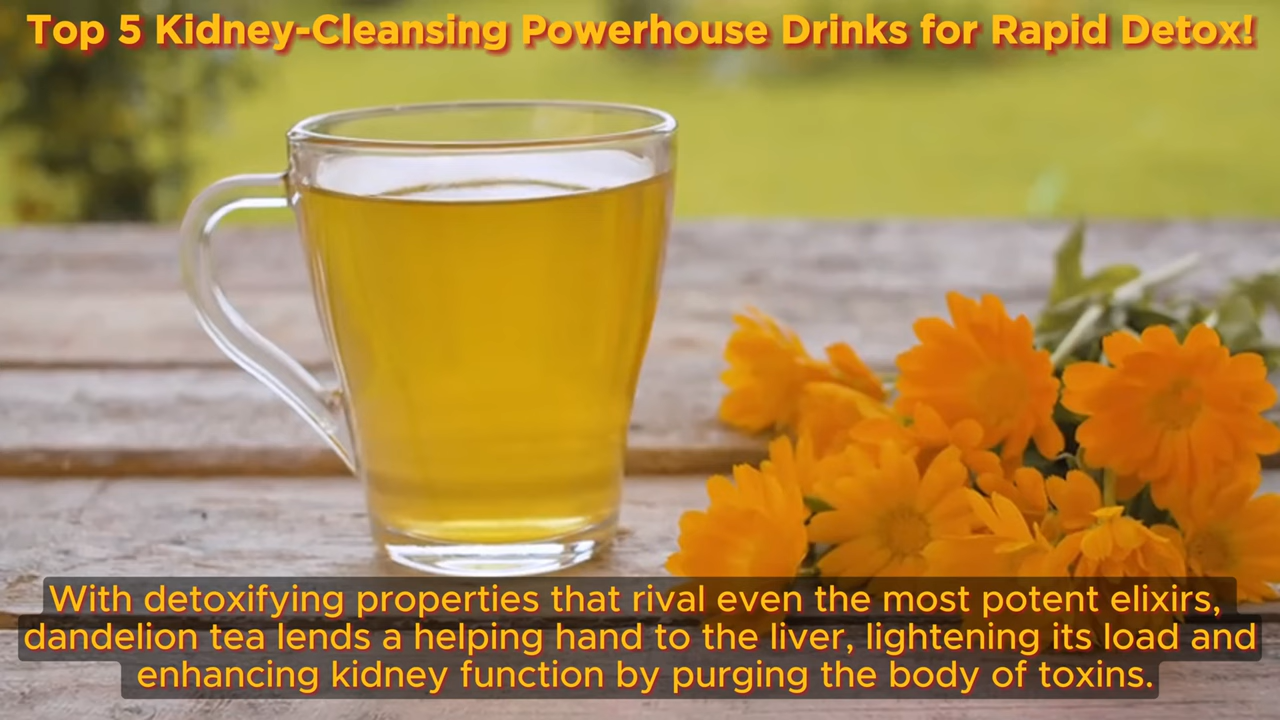 Top 5 Kidney-Cleansing Powerhouse Drinks for Rapid Detox!
With detoxifying properties that rival even the most potent elixirs,
dandelion tea lends a helping hand to the liver, lightening its load and
enhancing kidney function by purging the body of toxins.